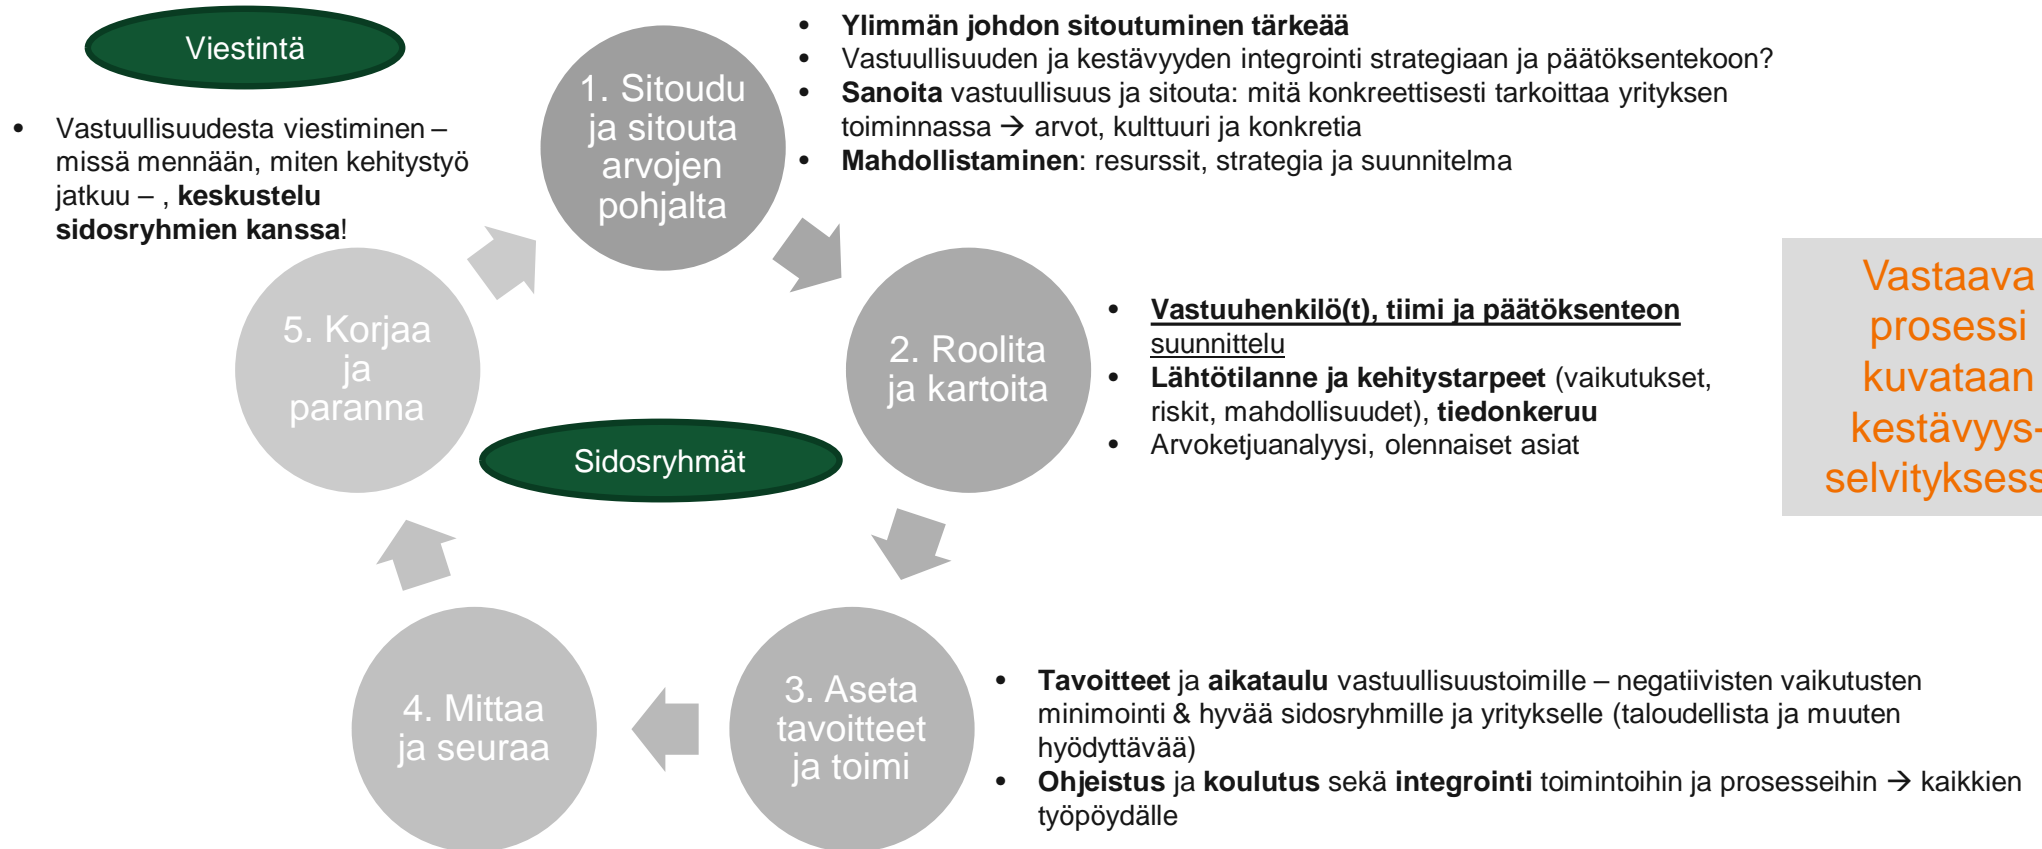 Viestintä
• Vastuullisuudesta viestiminen –
missä mennään, miten kehitystyö
jatkuu – , keskustelu
sidosryhmien kanssa!
1. Sitoudu
ja sitouta
arvojen
pohjalta
• Ylimmän johdon sitoutuminen tärkeää
• Vastuullisuuden ja kestävyyden integrointi strategiaan ja päätöksentekoon?
• Sanoita vastuullisuus ja sitouta: mitä konkreettisesti tarkoittaa yrityksen
toiminnassa → arvot, kulttuuri ja konkretia
• Mahdollistaminen: resurssit, strategia ja suunnitelma
2. Roolita
ja kartoita
• Vastuuhenkilö(t), tiimi ja päätöksenteon
suunnittelu
• Lähtötilanne ja kehitystarpeet (vaikutukset,
riskit, mahdollisuudet), tiedonkeruu
• Arvoketjuanalyysi, olennaiset asiat
Vastaava
prosessi
kuvataan
kestävyys-
selvityksess
5. Korjaa
ja
paranna
Sidosryhmät
4. Mittaa
ja seuraa
3. Aseta
tavoitteet
ja toimi
• Tavoitteet ja aikataulu vastuullisuustoimille – negatiivisten vaikutusten
minimointi & hyvää sidosryhmille ja yritykselle (taloudellista ja muuten
hyödyttävää)
• Ohjeistus ja koulutus sekä integrointi toimintoihin ja prosesseihin → kaikkien
työpöydälle